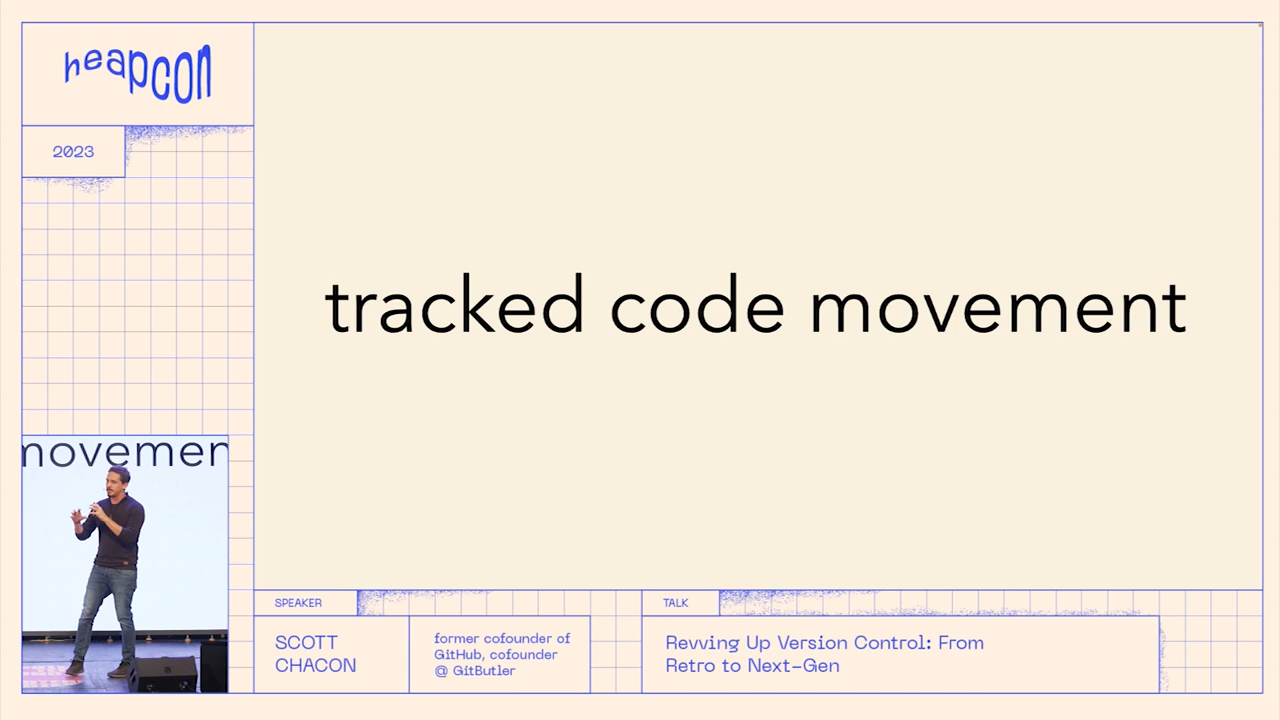 heapcon
2023
tracked code movement
movemen
SPEAKER
SCOTT
CHACON
former cofounder of
GitHub, cofounder
@ GitButler
TALK
Revving Up Version Control: From
Retro to Next-Gen